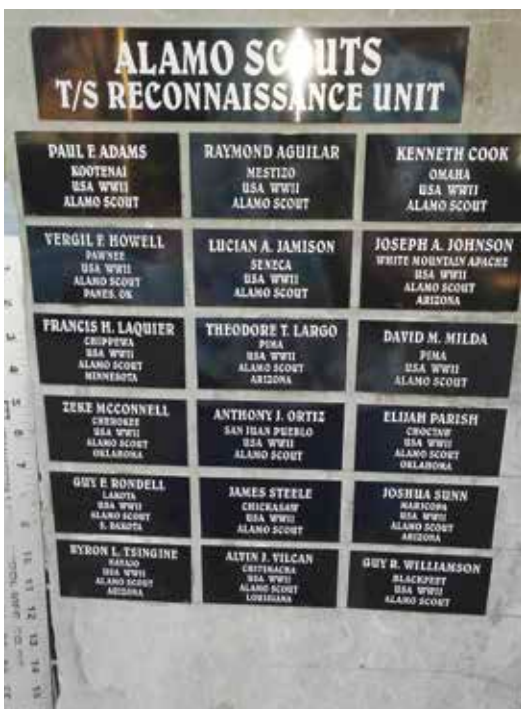 ALAMO SCOUTS
T/S RECONNAISSANCE UNIT
PAUL F. ADAMS
KOOTENAI
USA WWII
ALAMO SCOUT
RAYMOND AGUILAR
MESTIZO
USA WWII
ALAMO SCOUT
KENNETH COOK
OMAHA
USA WWII
ALAMO SCOUT
VERGIL F. HOWELL
PAWNEE
USA WWII
ALAMO SCOUT
PANES, OK
LUCIAN A. JAMISON
SENECA
USA WWII
ALAMO SCOUT
JOSEPH A. JOHNSON
WHITE MOUNTAIN APACHE
USA WWII
ALAMO SCOUT
ARIZONA
FRANCIS H. LAQUIER
CHIPPEWA
USA WWII
ALAMO SCOUT
MINNESOTA
THEODORE T. LARGO
PIMA
USA WWII
ALAMO SCOUT
ARIZONA
DAVID M. MILDA
PIMA
USA WWII
ALAMO SCOUT
ZEKE MCCONNELL
CHEROKEE
USA WWII
ALAMO SCOUT
OKLAHOMA
ANTHONY J. ORTIZ
SAN JUAN PUEBLO
USA WWII
ALAMO SCOUT
ELIJAH PARISH
CHOCTAW
USA WWII
ALAMO SCOUT
OKLAHOMA
GUY F. RONDELL
LAKOTA
USA WWII
ALAMO SCOUT
S. DAKOTA
JAMES STEELE
CHICKASAW
USA WWII
ALAMO SCOUT
JOSHUA SUNN
MARICOPA
USA WWII
ALAMO SCOUT
ARIZONA
BYRON L. TSINGINE
NAVAJO
USA WWII
ALAMO SCOUT
ARIZONA
ALVIN J. VILCAN
CHITIMACHA
USA WWII
ALAMO SCOUT
LOUISIANA
GUY R. WILLIAMSON
BLACKFEET
USA WWII
ALAMO SCOUT